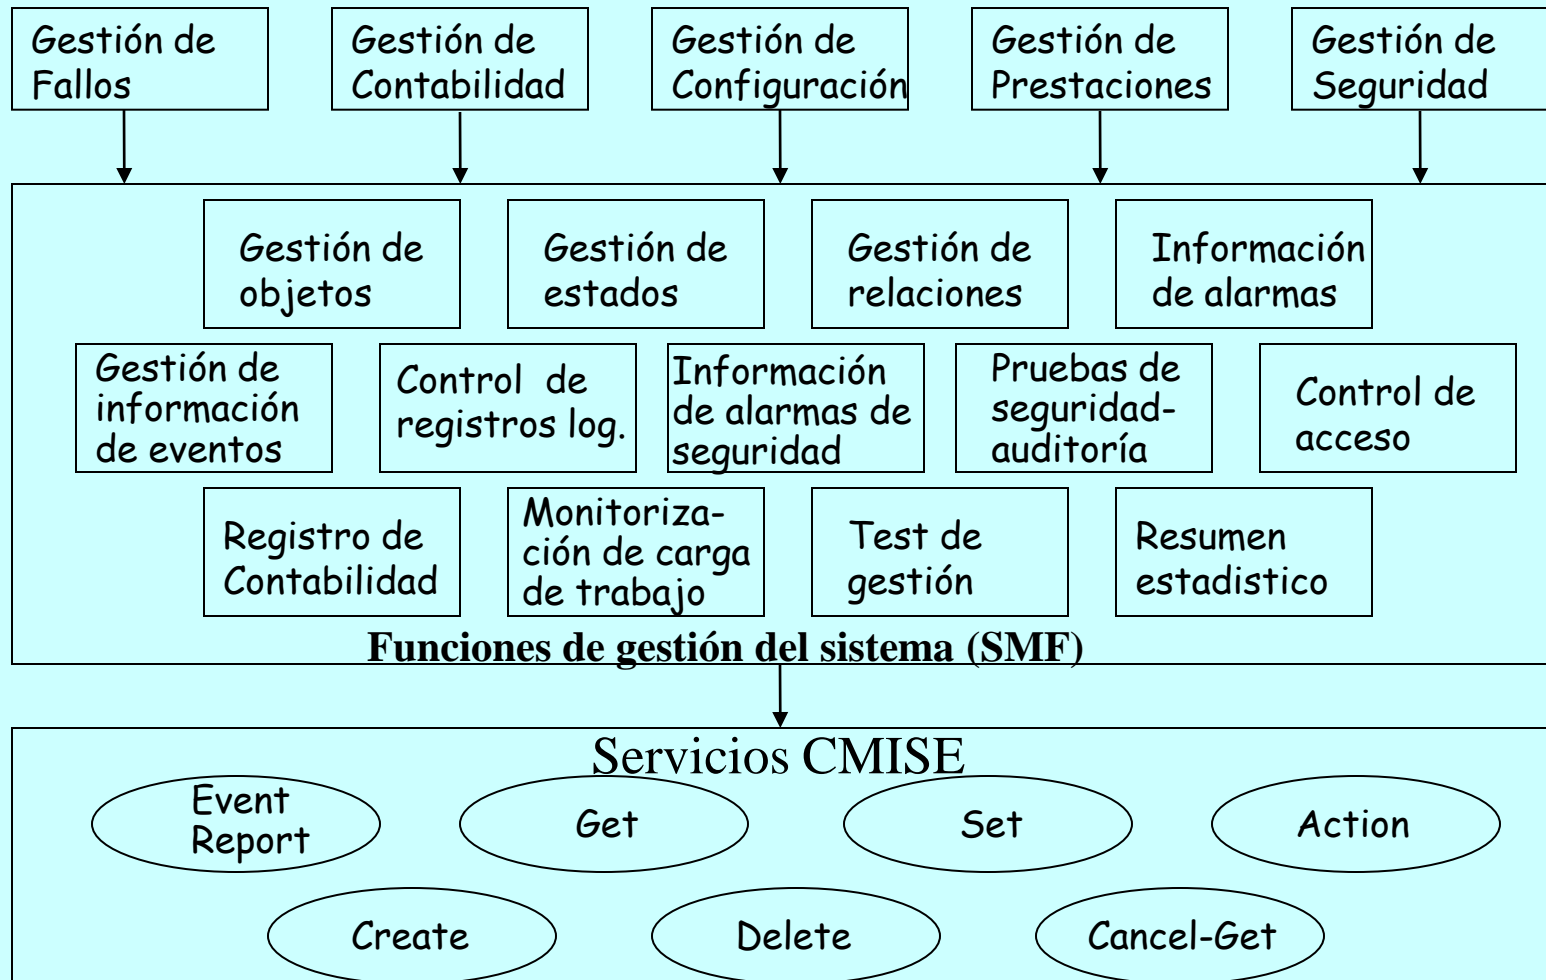 Gestión de
Fallos
Gestión de
Contabilidad
Gestión de
Configuración
Gestión de
Prestaciones
Gestión de
Seguridad
Gestión de
objetos
Gestión de
estados
Gestión de
relaciones
Información
de alarmas
Gestión de
información
de eventos
Control de
registros log.
Información
de alarmas de
seguridad
Pruebas de
seguridad-
auditoría
Control de
acceso
Registro de
Contabilidad
Monitoriza-
ción de carga
de trabajo
Test de
gestión
Resumen
estadistico
Funciones de gestión del sistema (SMF)
Servicios CMISE
Event
Report
Get
Set
Action
Create
Delete
Cancel-Get